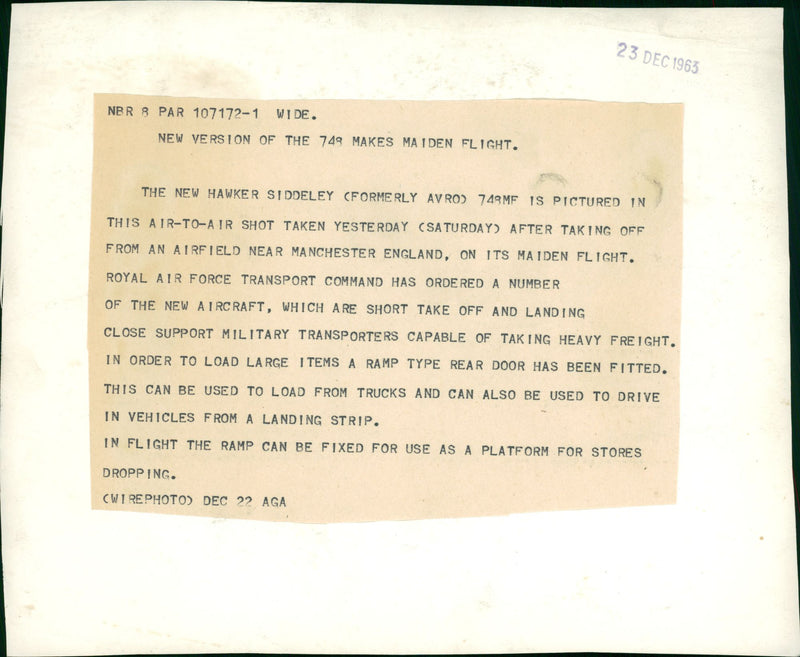 23 DEC 1963
NBR 8 PAR 107172-1 WIDE.
NEW VERSION OF THE 748 MAKES MAIDEN FLIGHT.
THE NEW HAWKER SIDDELEY (FORMERLY AVRO) 748MF IS PICTURED IN
THIS AIR-TO-AIR SHOT TAKEN YESTERDAY (SATURDAY) AFTER TAKING OFF
FROM AN AIRFIELD NEAR MANCHESTER ENGLAND, ON ITS MAIDEN FLIGHT.
ROYAL AIR FORCE TRANSPORT COMMAND HAS ORDERED A NUMBER
OF THE NEW AIRCRAFT, WHICH ARE SHORT TAKE OFF AND LANDING
CLOSE SUPPORT MILITARY TRANSPORTERS CAPABLE OF TAKING HEAVY FREIGHT.
IN ORDER TO LOAD LARGE ITEMS A RAMP TYPE REAR DOOR HAS BEEN FITTED.
THIS CAN BE USED TO LOAD FROM TRUCKS AND CAN ALSO BE USED TO DRIVE
IN VEHICLES FROM A LANDING STRIP.
IN FLIGHT THE RAMP CAN BE FIXED FOR USE AS A PLATFORM FOR STORES
DROPPING.
(WIREPHOTO) DEC 22 AGA